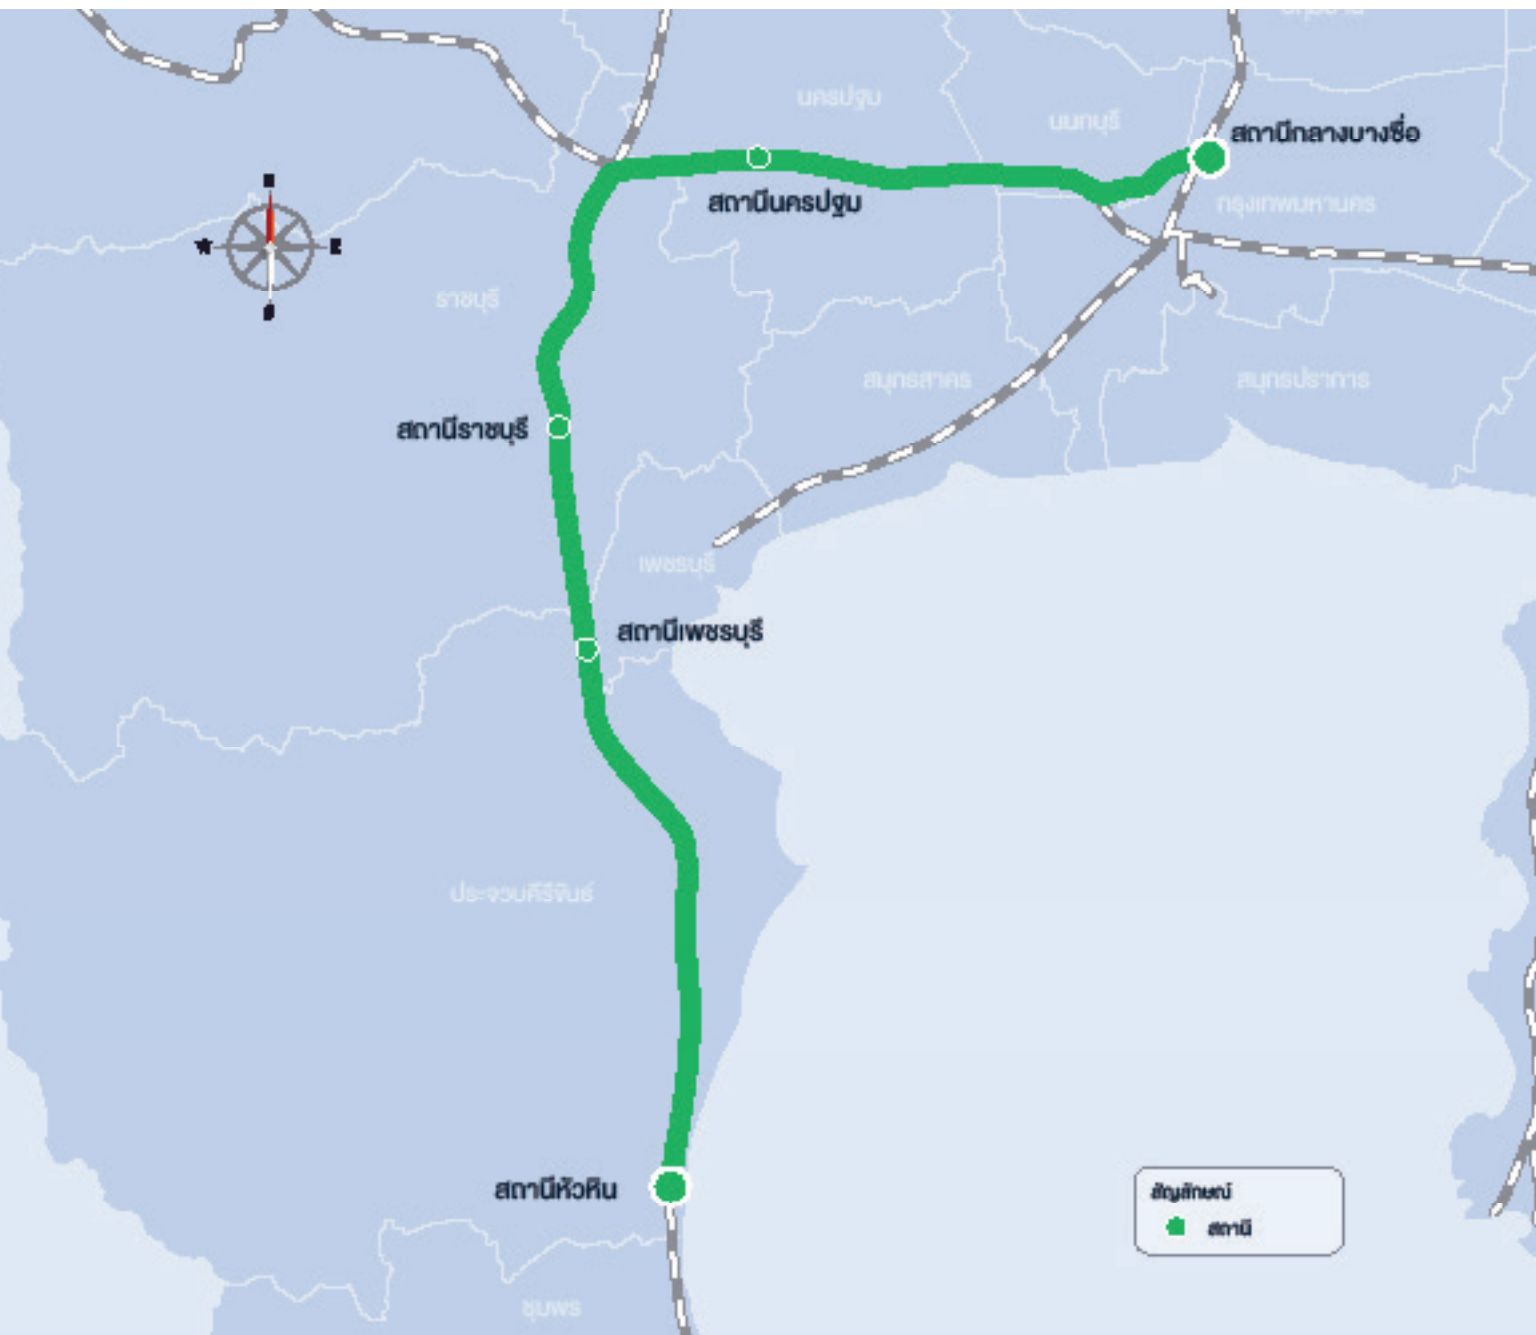 นครปฐม
นนทบุรี
สถานีกลางบางซื่อ
สถานีนครปฐม
กรุงเทพมหานคร
ราชบุรี
สมุทรสาคร
สมุทรปราการ
สถานีราชบุรี
เพชรบุรี
สถานีเพชรบุรี
ประจวบคีรีขันธ์
สถานีหัวหิน
สัญลักษณ์
สถานี
ชุมพร